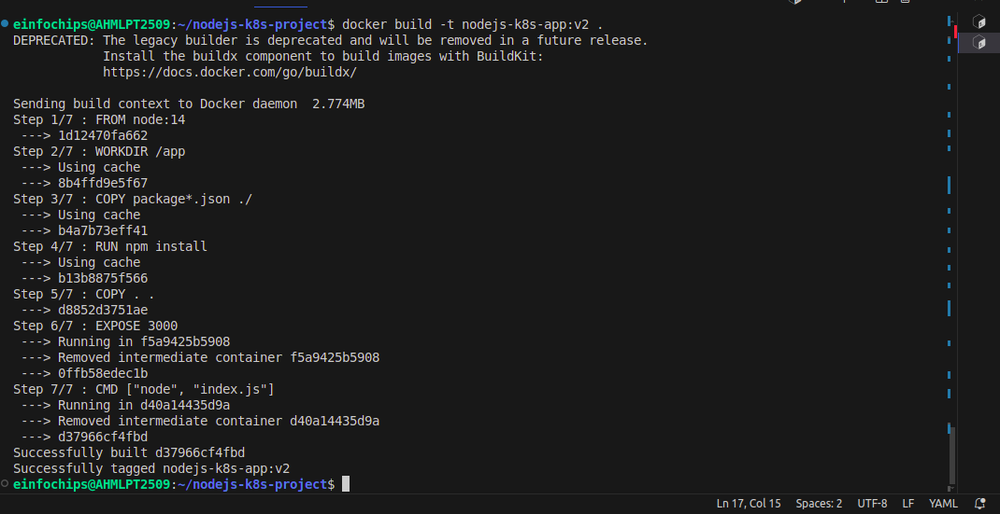 einfochips@AHMLPT2509:~/nodejs-k8s-project$ docker build -t nodejs-k8s-app:v2 .
DEPRECATED: The legacy builder is deprecated and will be removed in a future release.
            Install the buildx component to build images with BuildKit:
            https://docs.docker.com/go/buildx/

Sending build context to Docker daemon  2.774MB
Step 1/7 : FROM node:14
 ---> 1d12470fa662
Step 2/7 : WORKDIR /app
 ---> Using cache
 ---> 8b4ffd9e5f67
Step 3/7 : COPY package*.json ./
 ---> Using cache
 ---> b4a7b73eff41
Step 4/7 : RUN npm install
 ---> Using cache
 ---> b13b8875f566
Step 5/7 : COPY . .
 ---> d8852d3751ae
Step 6/7 : EXPOSE 3000
 ---> Running in f5a9425b5908
 ---> Removed intermediate container f5a9425b5908
 ---> 0ffb58edec1b
Step 7/7 : CMD ["node", "index.js"]
 ---> Running in d40a14435d9a
 ---> Removed intermediate container d40a14435d9a
 ---> d37966cf4fbd
Successfully built d37966cf4fbd
Successfully tagged nodejs-k8s-app:v2
einfochips@AHMLPT2509:~/nodejs-k8s-project$
Ln 17, Col 15 Spaces: 2 UTF-8 LF YAML